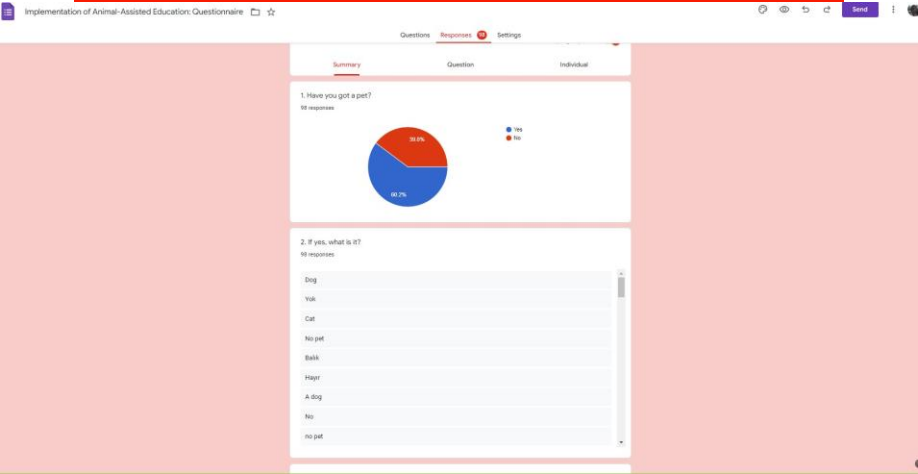 Implementation of Animal-Assisted Education: Questionnaire
Send
Questions Responses 98 Settings
Summary Question Individual
1. Have you got a pet?
98 responses
Yes
No
39.8%
60.2%
2. If yes, what is it?
98 responses
Dog
Yok
Cat
No pet
Balık
Hayır
A dog
No
no pet